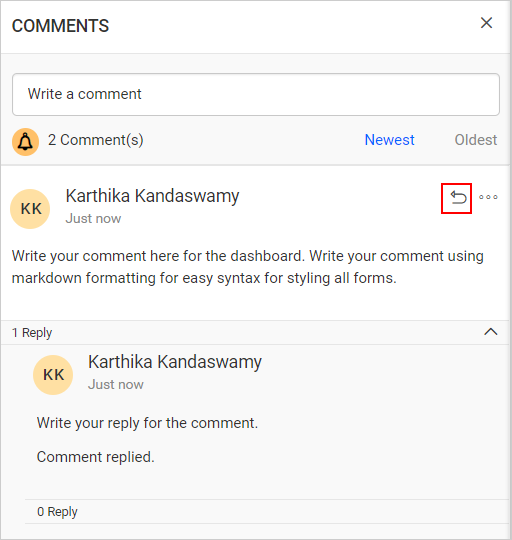 COMMENTS
Write a comment
2 Comment(s) Newest Oldest
KK Karthika Kandaswamy
Just now
Write your comment here for the dashboard. Write your comment using
markdown formatting for easy syntax for styling all forms.
1 Reply
KK Karthika Kandaswamy
Just now
Write your reply for the comment.
Comment replied.
0 Reply